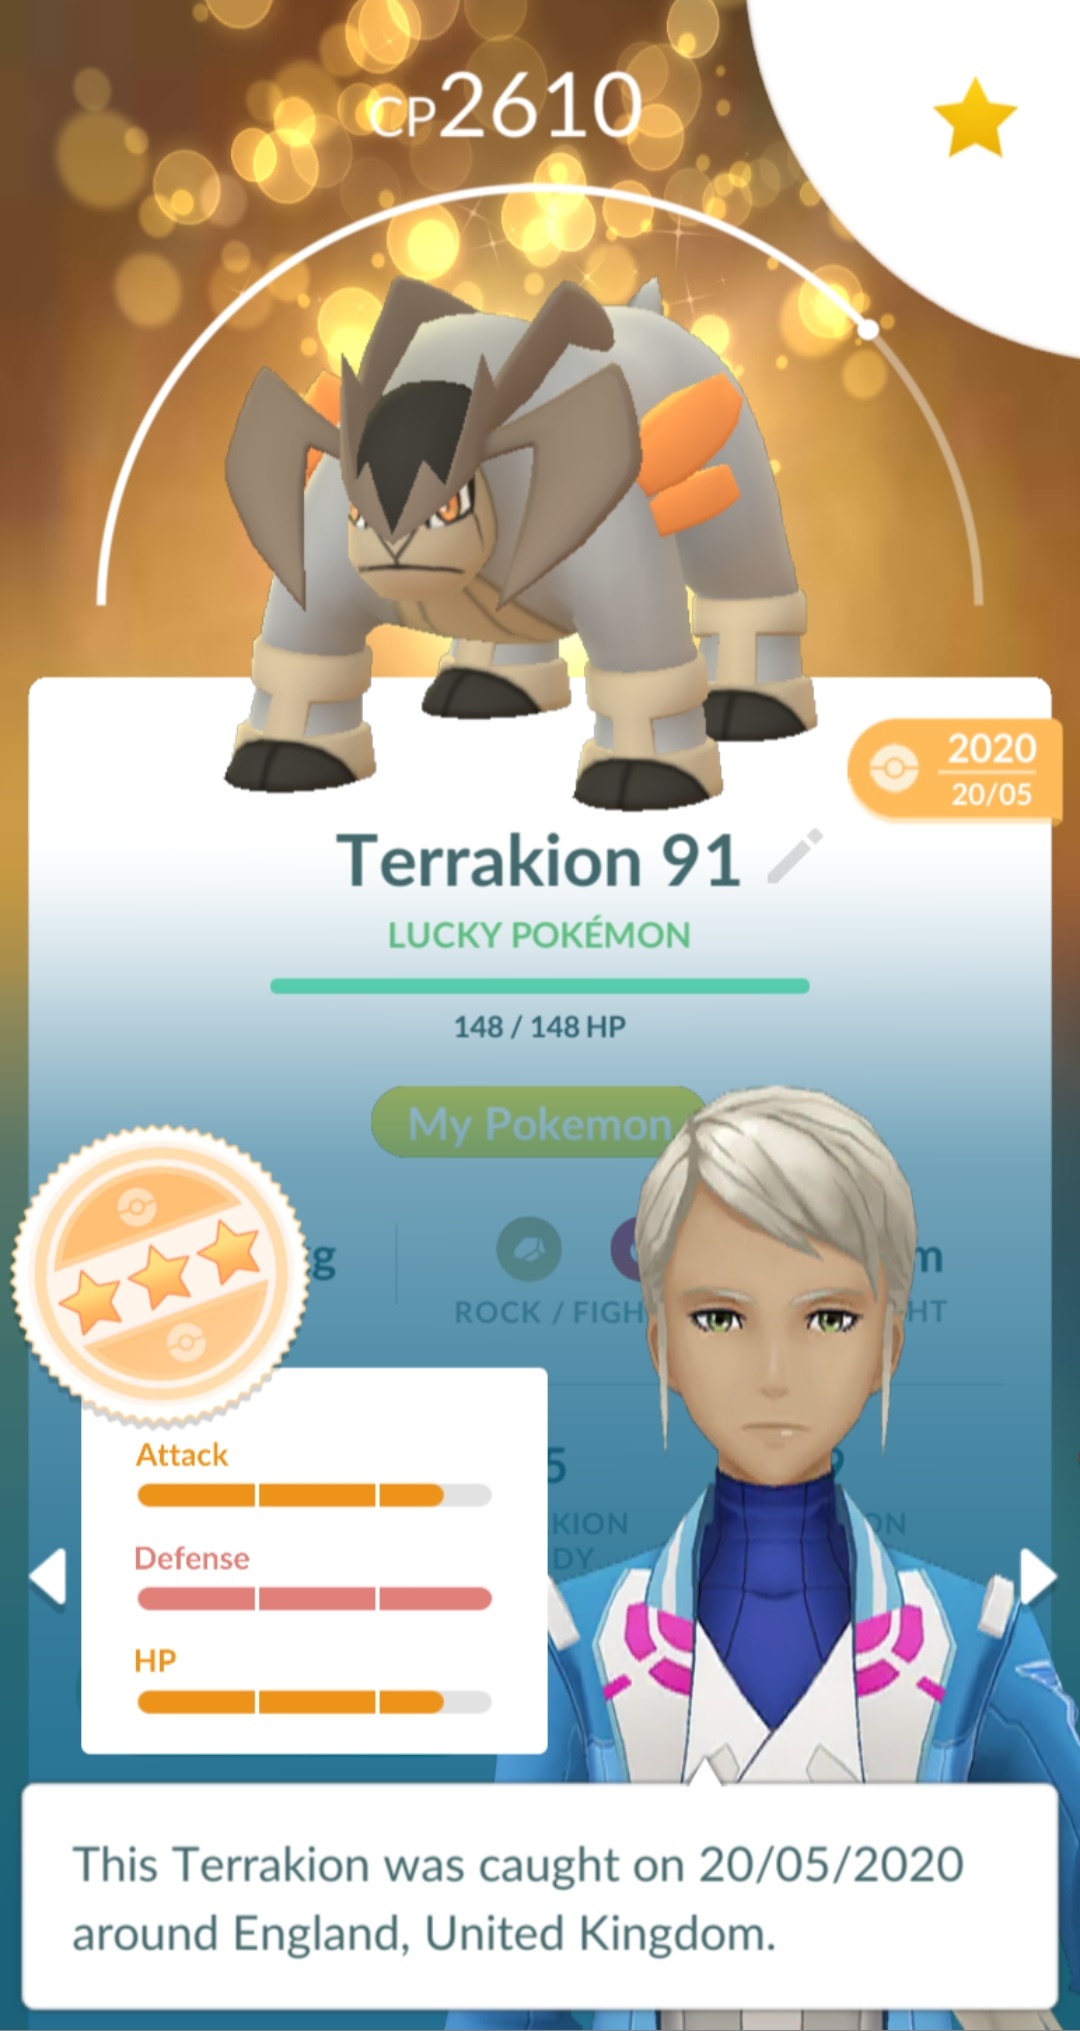 CP2610
2020
20/05
Terrakion 91
LUCKY POKÉMON
148 / 148 HP
My Pokemon
ROCK / FIGH
Attack
Defense
HP
This Terrakion was caught on 20/05/2020
around England, United Kingdom.